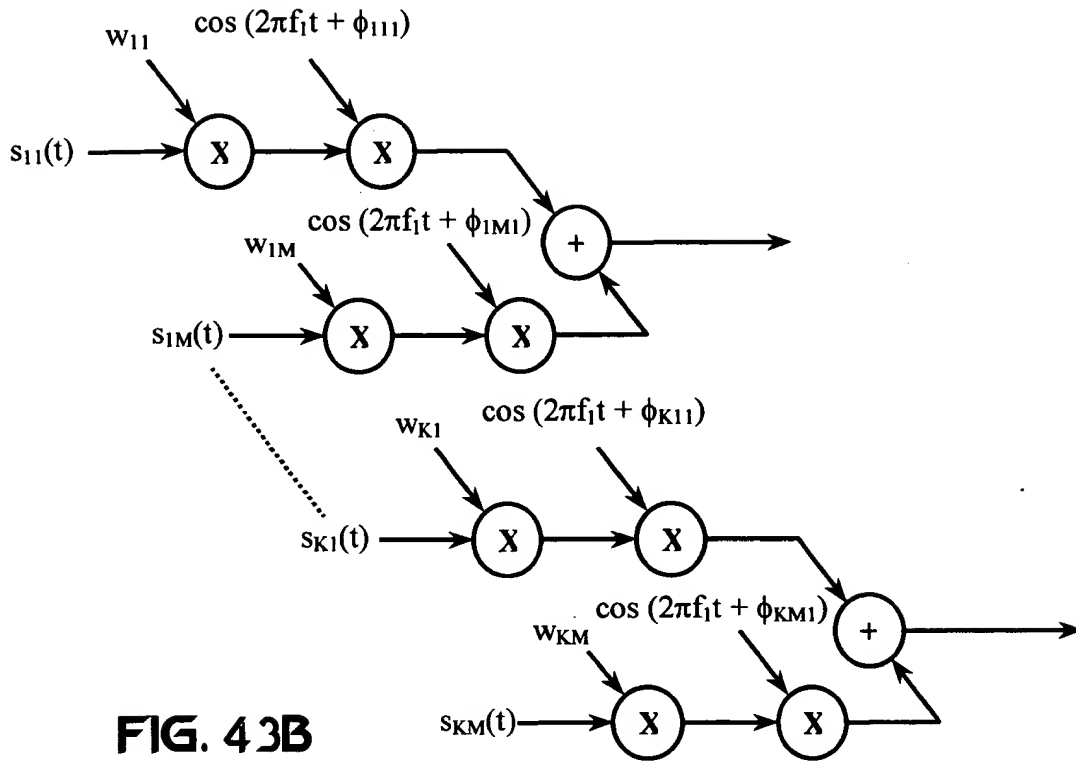 w₁₁
cos (2πf₁t + ϕ₁₁₁)
s₁₁(t)
X
X
cos (2πf₁t + ϕ₁M₁)
+
w₁M
s₁M(t)
X
X
cos (2πf₁t + ϕK₁₁)
wK₁
sK₁(t)
X
X
cos (2πf₁t + ϕKM₁)
+
wKM
sKM(t)
X
X
FIG. 43B